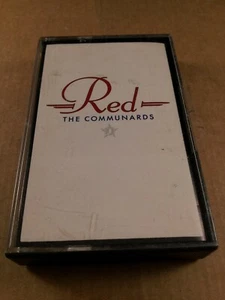 Red
THE COMMUNARDS